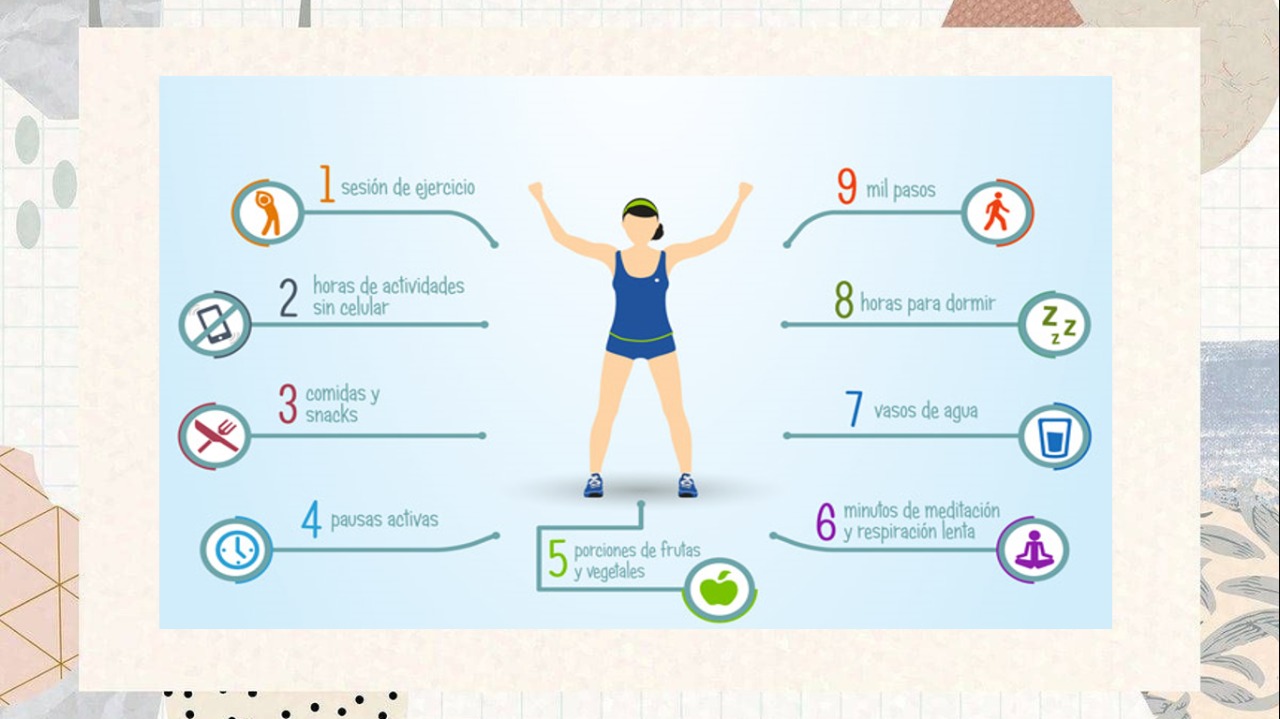 1 sesión de ejercicio
2 horas de actividades
sin celular
3 comidas y
snacks
4 pausas activas
5 porciones de frutas
y vegetales
6 minutos de meditación
y respiración lenta
7 vasos de agua
8 horas para dormir
9 mil pasos
z z z